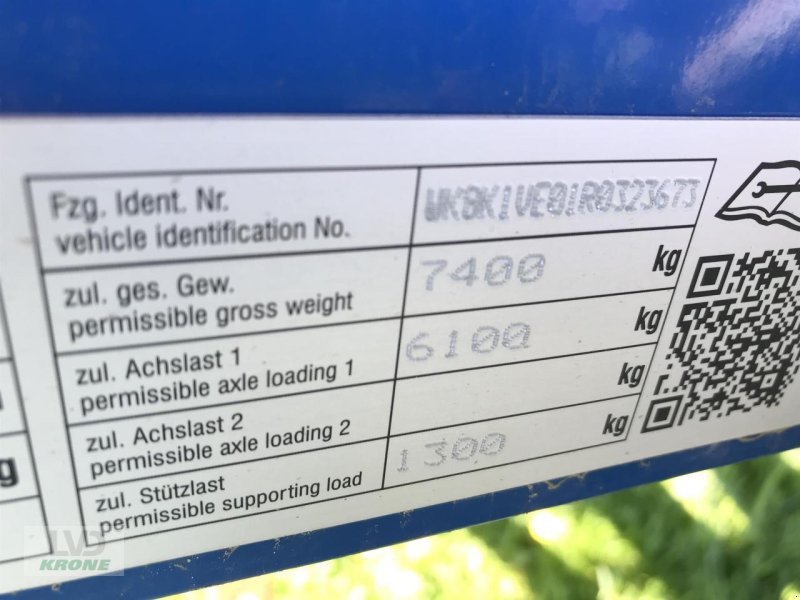 Fzg. Ident. Nr.
vehicle identification No.
WKBK1VE01R0323673
zul. ges. Gew.
permissible gross weight
7400 kg
zul. Achslast 1
permissible axle loading 1
6100 kg
zul. Achslast 2
permissible axle loading 2
kg
zul. Stützlast
permissible supporting load
1300 kg
g
LVD
KRONE